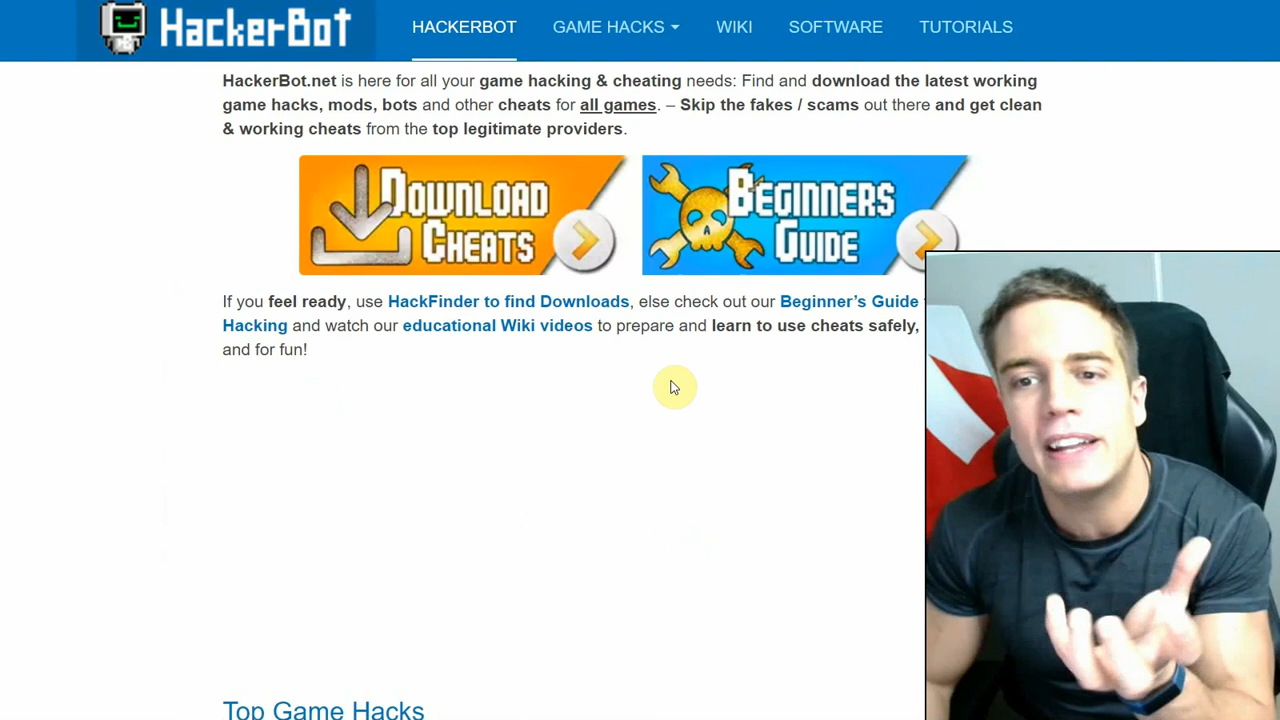 HackerBot
HACKERBOT
GAME HACKS
WIKI
SOFTWARE
TUTORIALS
HackerBot.net is here for all your game hacking & cheating needs: Find and download the latest working
game hacks, mods, bots and other cheats for all games. – Skip the fakes / scams out there and get clean
& working cheats from the top legitimate providers.
DOWNLOAD
CHEATS
BEGINNERS
GUIDE
If you feel ready, use HackFinder to find Downloads, else check out our Beginner's Guide
Hacking and watch our educational Wiki videos to prepare and learn to use cheats safely,
and for fun!
Top Game Hacks